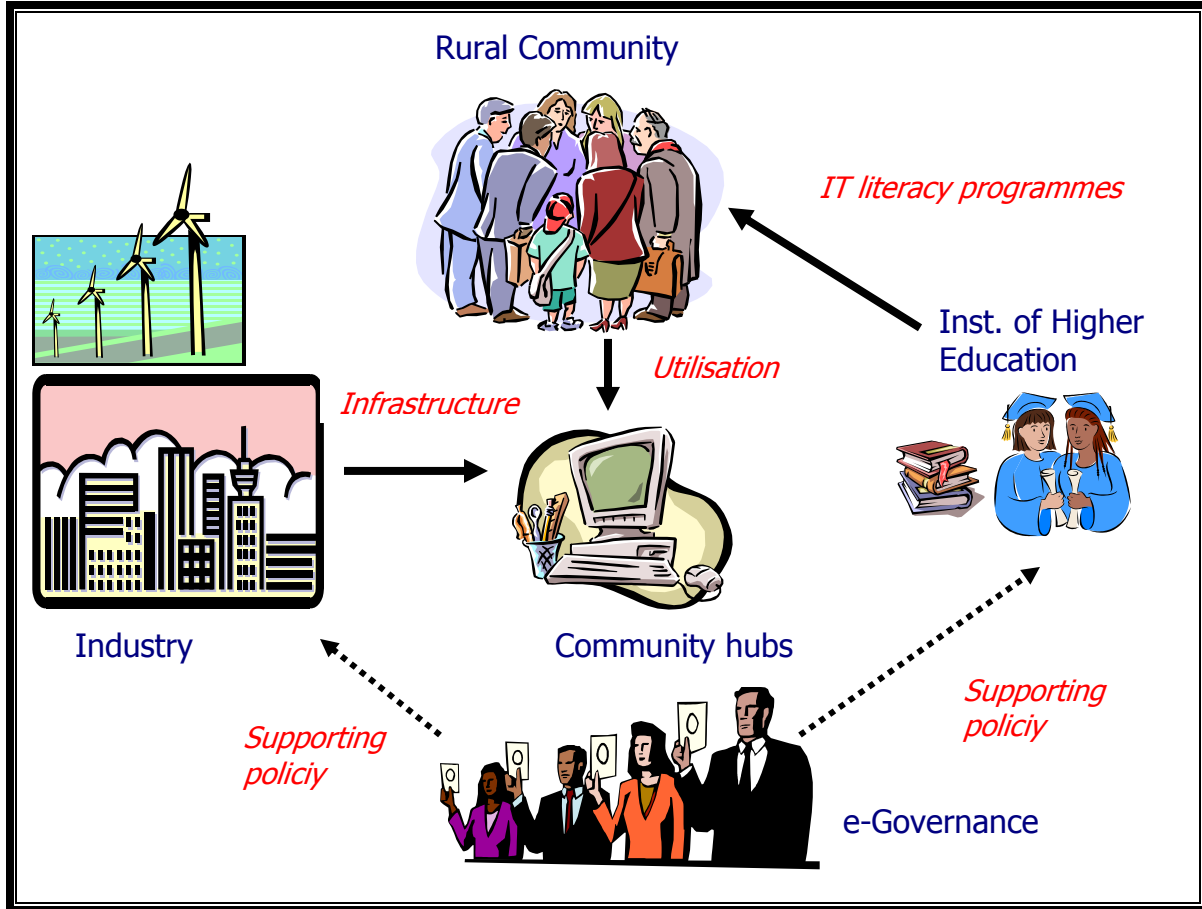 Rural Community
IT literacy programmes
Inst. of Higher
Education
Utilisation
Infrastructure
Industry
Community hubs
Supporting
policiy
Supporting
policiy
e-Governance